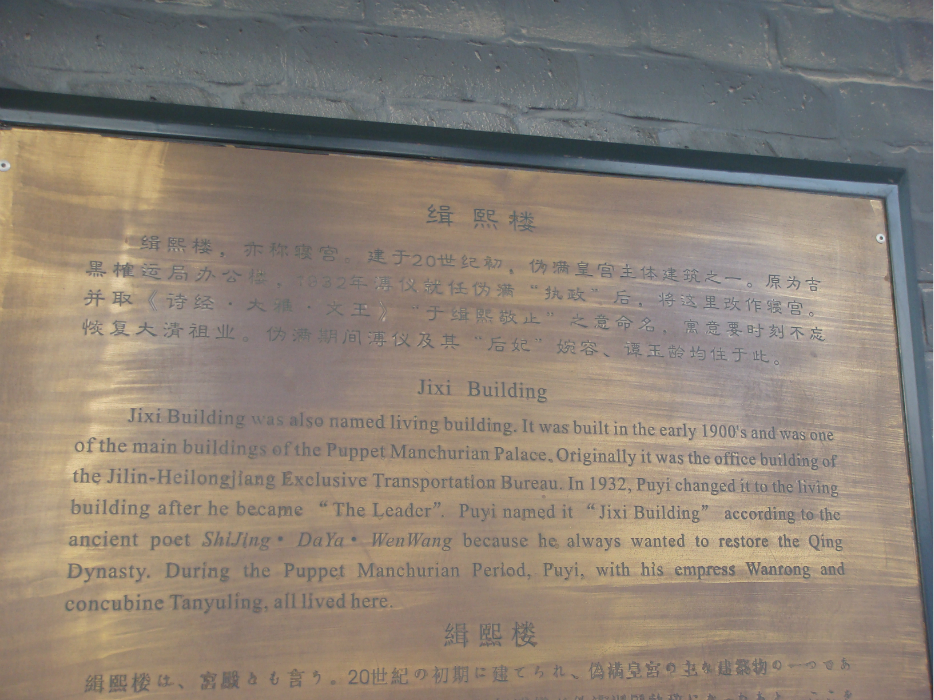 缉熙楼
缉熙楼，亦称寝宫。建于20世纪初，伪满皇宫主体建筑之一。原为吉
黑榷运局办公楼，1932年溥仪就任伪满“执政”后，将这里改作寝宫。
并取《诗经·大雅·文王》“于缉熙敬止”之意命名，寓意要时刻不忘
恢复大清祖业。伪满期间溥仪及其“后妃”婉容、谭玉龄均住于此。
Jixi Building
Jixi Building was also named living building. It was built in the early 1900's and was one
of the main buildings of the Puppet Manchurian Palace. Originally it was the office building of
the Jilin-Heilongjiang Exclusive Transportation Bureau. In 1932, Puyi changed it to the living
building after he became “The Leader”. Puyi named it “Jixi Building” according to the
ancient poet ShiJing· DaYa· WenWang because he always wanted to restore the Qing
Dynasty. During the Puppet Manchurian Period, Puyi, with his empress Wanrong and
concubine Tanyuling, all lived here.
緝熙楼
緝熙楼は、宮殿とも言う。20世紀の初期に建てられ、偽満皇宮の主な建築物の一つであ